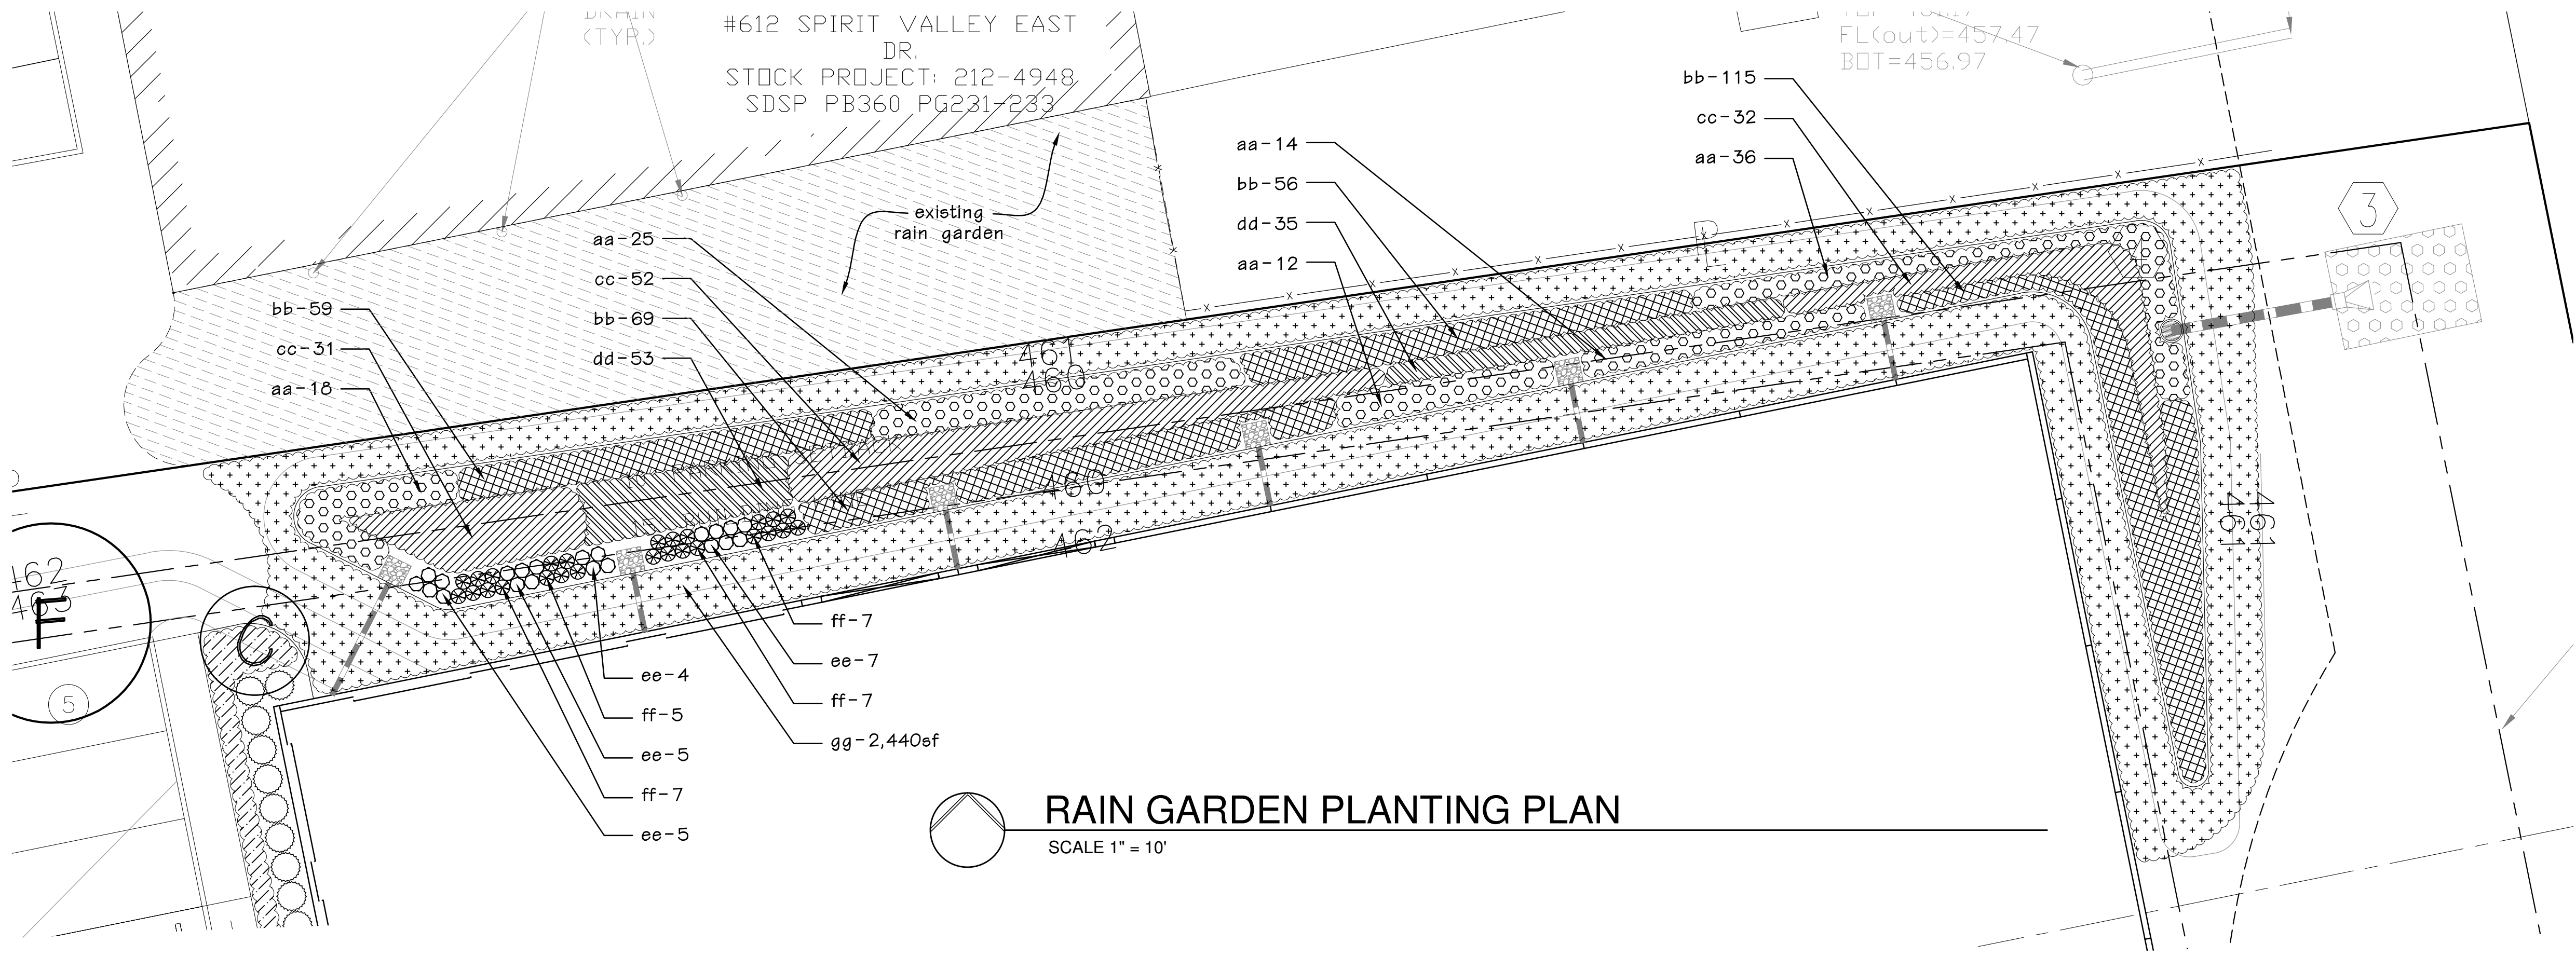 (TYP.)
#612 SPIRIT VALLEY EAST
DR.
STOCK PROJECT: 212-4948
SDSP PB360 PG231-233
FL(out)=457.47
BOT=456.97
bb-115
cc-32
aa-36
aa-14
bb-56
dd-35
aa-12
3
P
existing
rain garden
aa-25
cc-52
bb-69
dd-53
bb-59
cc-31
aa-18
461
460
460
462
461
462
463
F
C
5
ff-7
ee-7
ff-7
gg-2,440sf
ee-4
ff-5
ee-5
ff-7
ee-5
RAIN GARDEN PLANTING PLAN
SCALE 1" = 10'